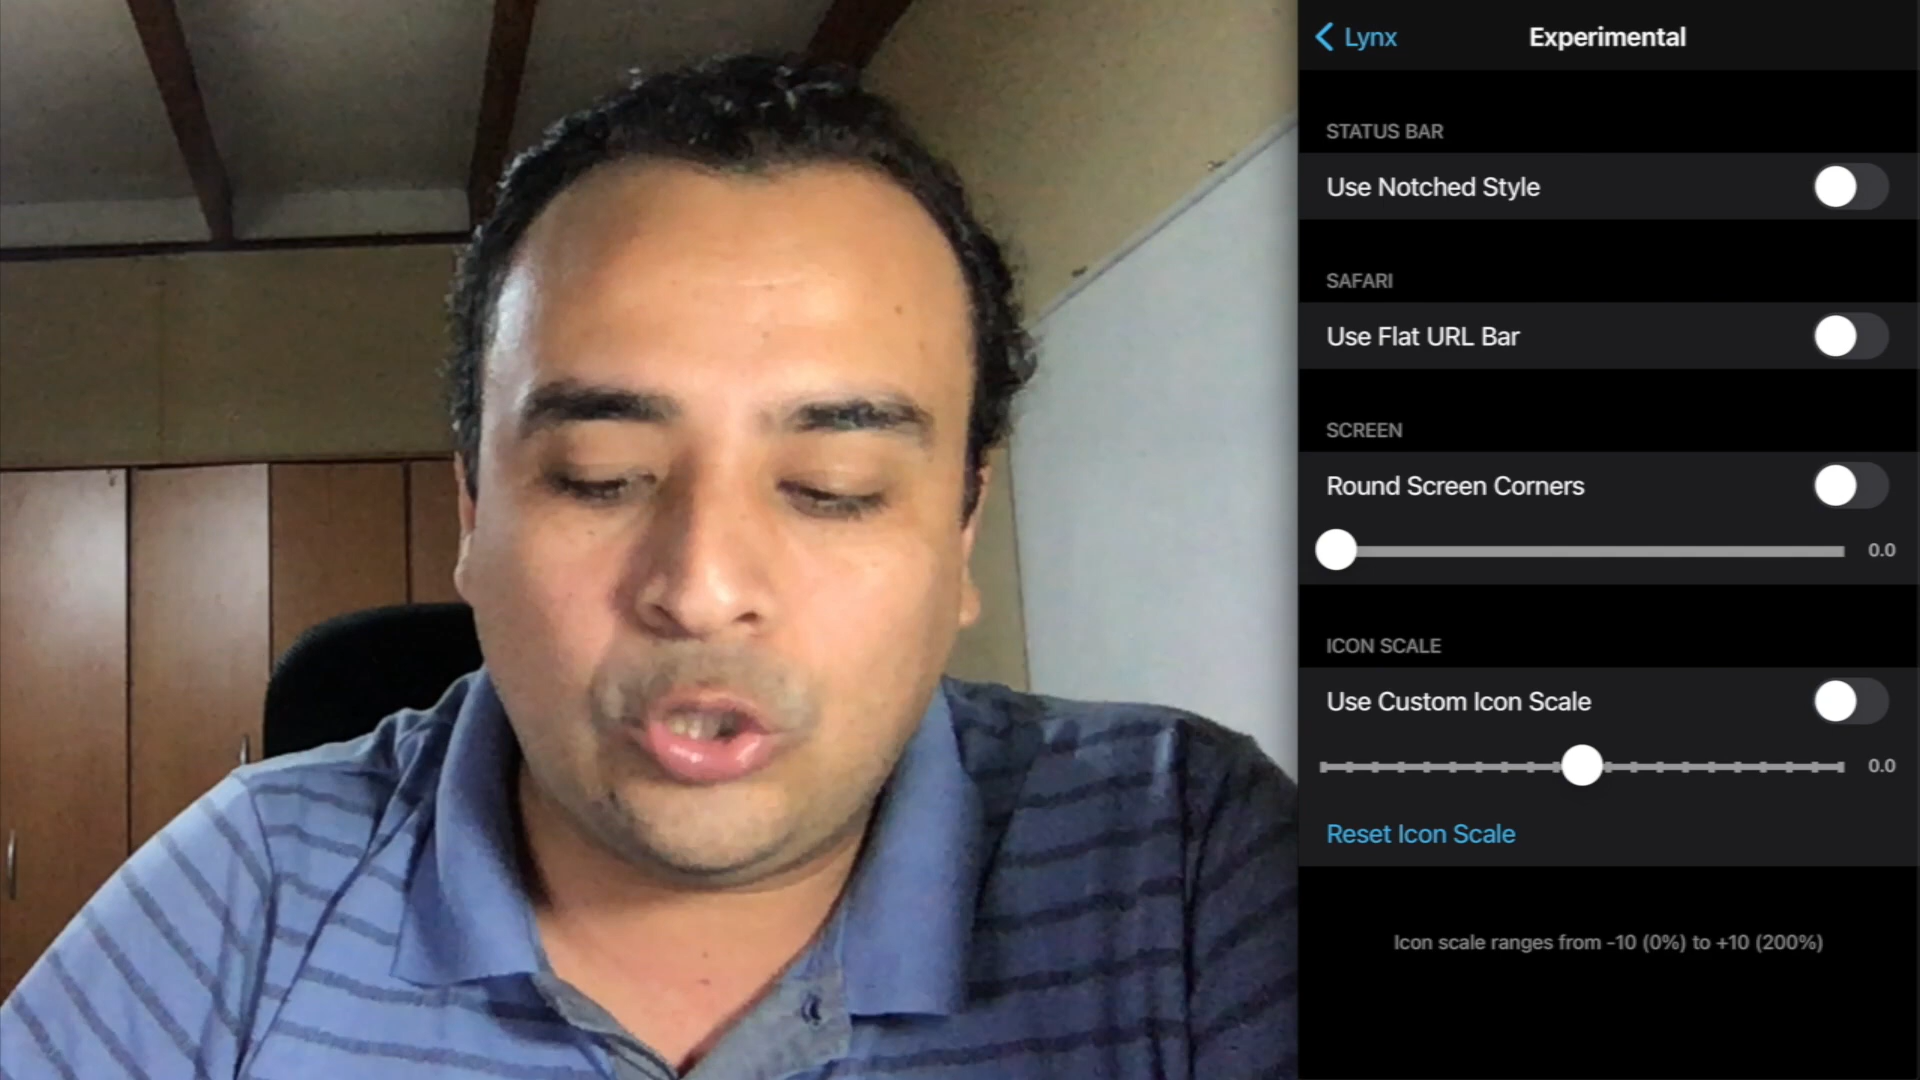 Lynx
Experimental
STATUS BAR
Use Notched Style
SAFARI
Use Flat URL Bar
SCREEN
Round Screen Corners
0.0
ICON SCALE
Use Custom Icon Scale
0.0
Reset Icon Scale
Icon scale ranges from -10 (0%) to +10 (200%)